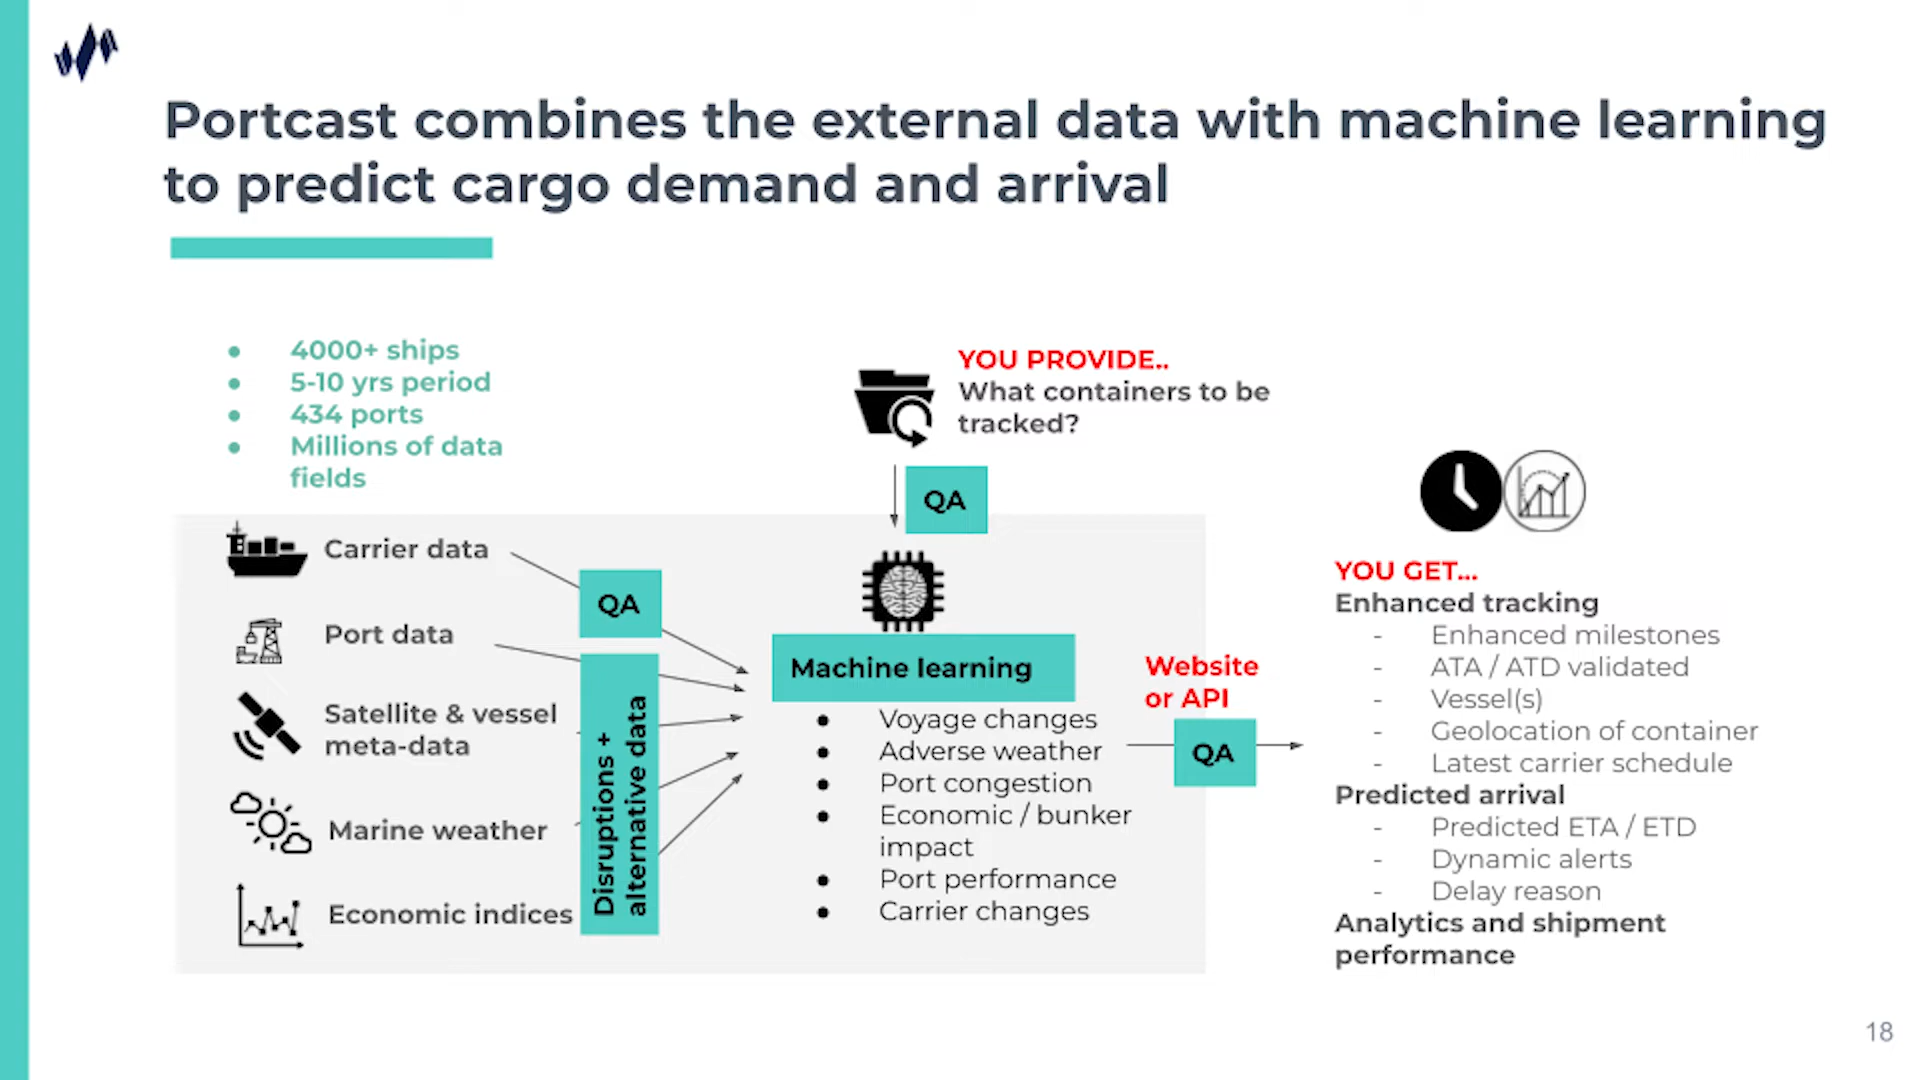 Portcast combines the external data with machine learning
to predict cargo demand and arrival
● 4000+ ships
● 5-10 yrs period
● 434 ports
● Millions of data
fields
YOU PROVIDE..
What containers to be
tracked?
QA
Carrier data
Port data
Satellite & vessel
meta-data
Marine weather
Economic indices
QA
Disruptions +
alternative data
Machine learning
● Voyage changes
● Adverse weather
● Port congestion
● Economic / bunker
impact
● Port performance
● Carrier changes
Website
or API
QA
YOU GET...
Enhanced tracking
- Enhanced milestones
- ATA / ATD validated
- Vessel(s)
- Geolocation of container
- Latest carrier schedule
Predicted arrival
- Predicted ETA / ETD
- Dynamic alerts
- Delay reason
Analytics and shipment
performance
18